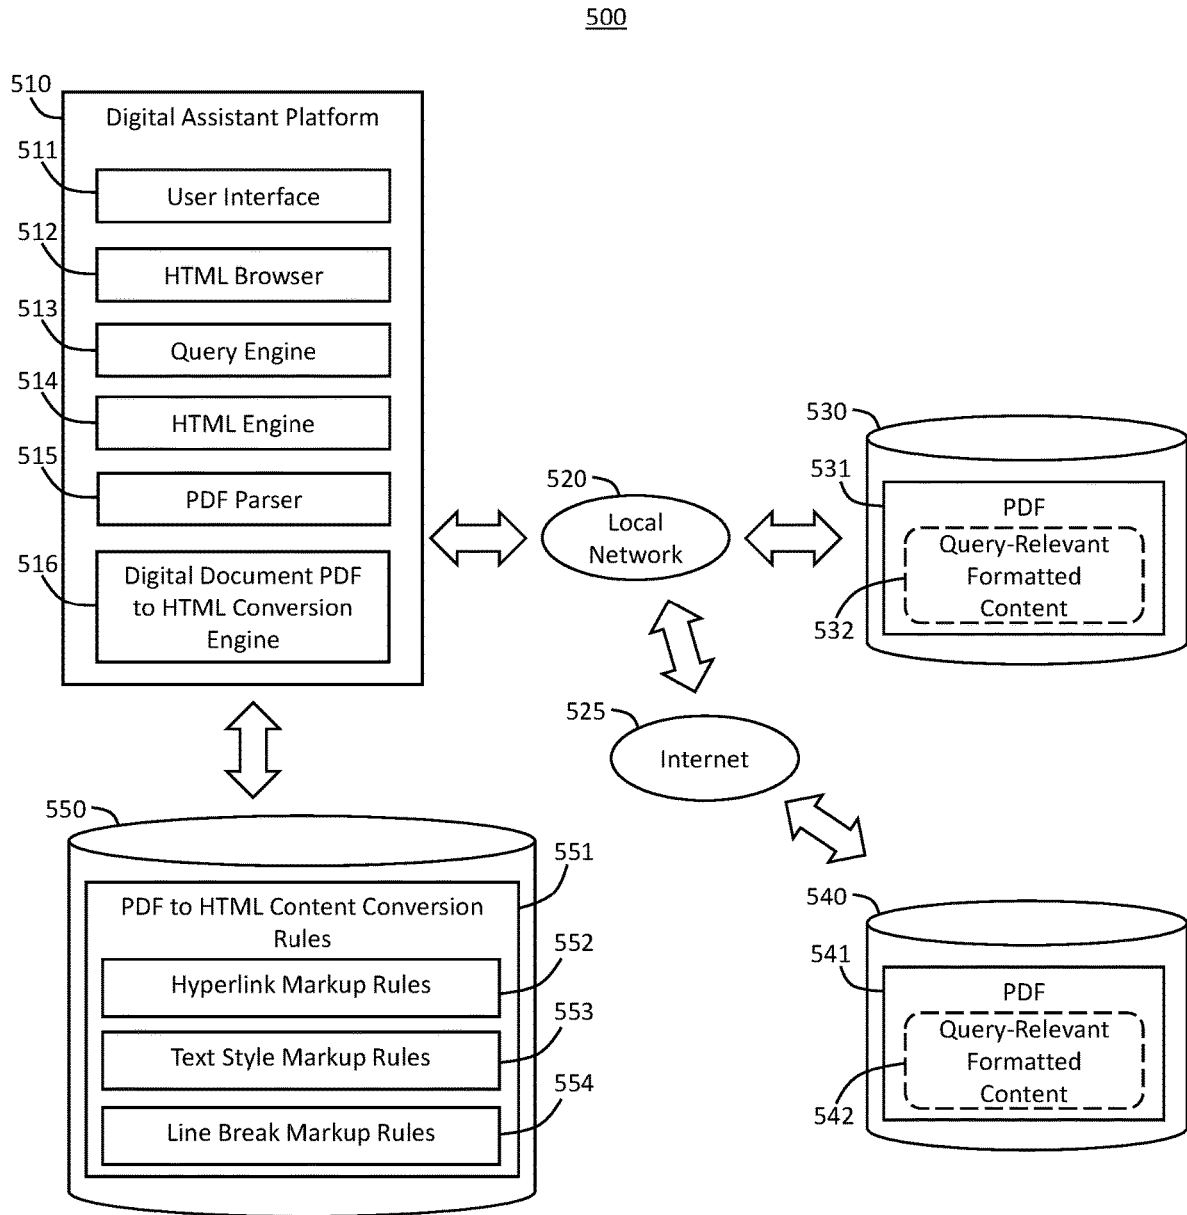 500
510
Digital Assistant Platform
511
User Interface
512
HTML Browser
513
Query Engine
514
HTML Engine
515
PDF Parser
516
Digital Document PDF
to HTML Conversion
Engine
520
Local
Network
525
Internet
530
531
PDF
Query-Relevant
Formatted
Content
532
540
541
PDF
Query-Relevant
Formatted
Content
542
550
551
PDF to HTML Content Conversion
Rules
552
Hyperlink Markup Rules
553
Text Style Markup Rules
554
Line Break Markup Rules